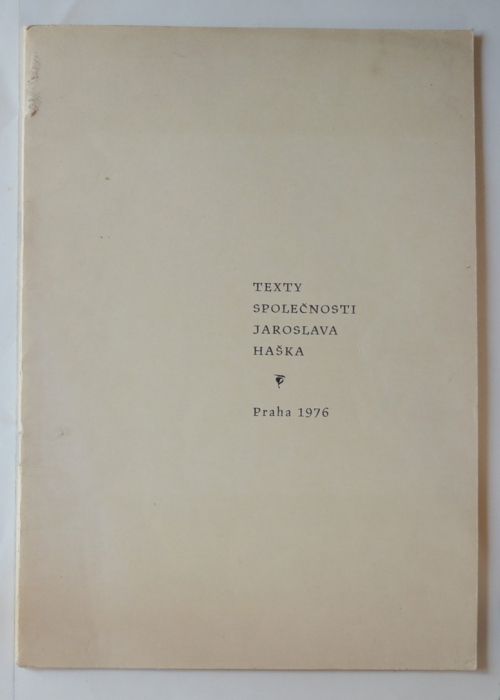 TEXTY
SPOLEČNOSTI
JAROSLAVA
HAŠKA
Praha 1976